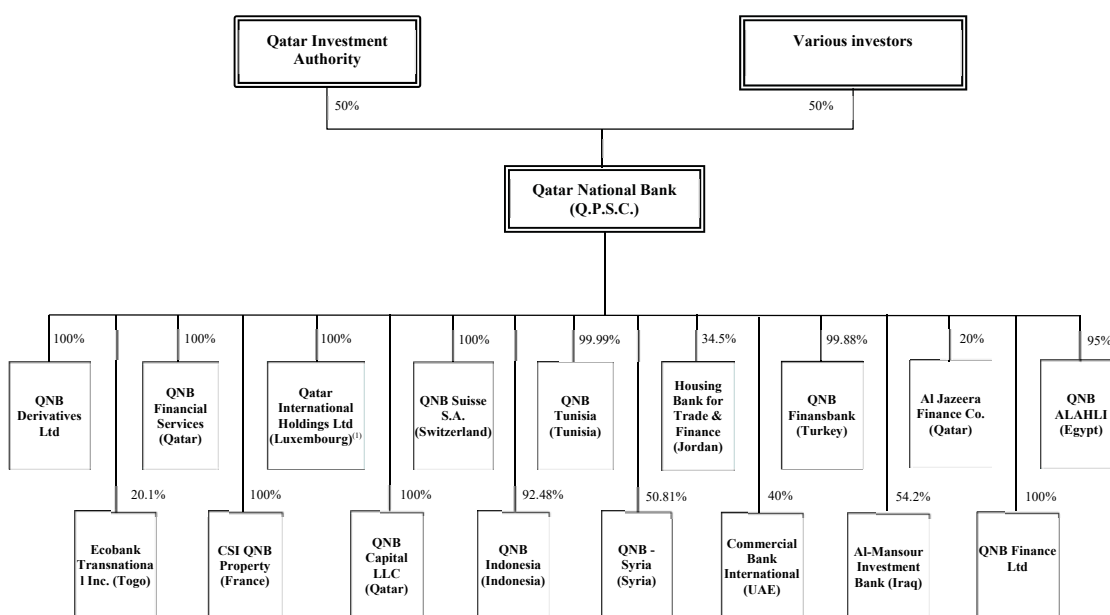 Qatar Investment
Authority
Various investors
50%
50%
Qatar National Bank
(Q.P.S.C.)
100%
100%
100%
100%
99.99%
34.5%
99.88%
20%
95%
QNB
Derivatives
Ltd
QNB
Financial
Services
(Qatar)
Qatar
International
Holdings Ltd
(Luxembourg)(1)
QNB Suisse
S.A.
(Switzerland)
QNB
Tunisia
(Tunisia)
Housing
Bank for
Trade &
Finance
(Jordan)
QNB
Finansbank
(Turkey)
Al Jazeera
Finance Co.
(Qatar)
QNB
ALAHLI
(Egypt)
20.1%
100%
100%
92.48%
50.81%
40%
54.2%
100%
Ecobank
Transnationa
l Inc. (Togo)
CSI QNB
Property
(France)
QNB
Capital
LLC
(Qatar)
QNB
Indonesia
(Indonesia)
QNB -
Syria
(Syria)
Commercial
Bank
International
(UAE)
Al-Mansour
Investment
Bank (Iraq)
QNB Finance
Ltd